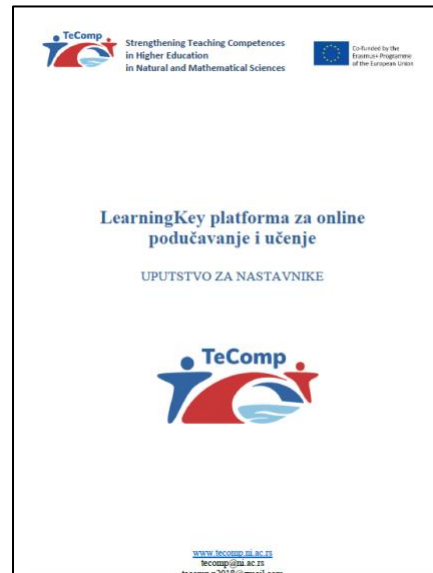 TeComp
Strengthening Teaching Competences
in Higher Education
in Natural and Mathematical Sciences
Co-funded by the
Erasmus+ Programme
of the European Union
LearningKey platforma za online
podučavanje i učenje
UPUTSTVO ZA NASTAVNIKE
TeComp
www.tecomp.ni.ac.rs
tecomp@ni.ac.rs